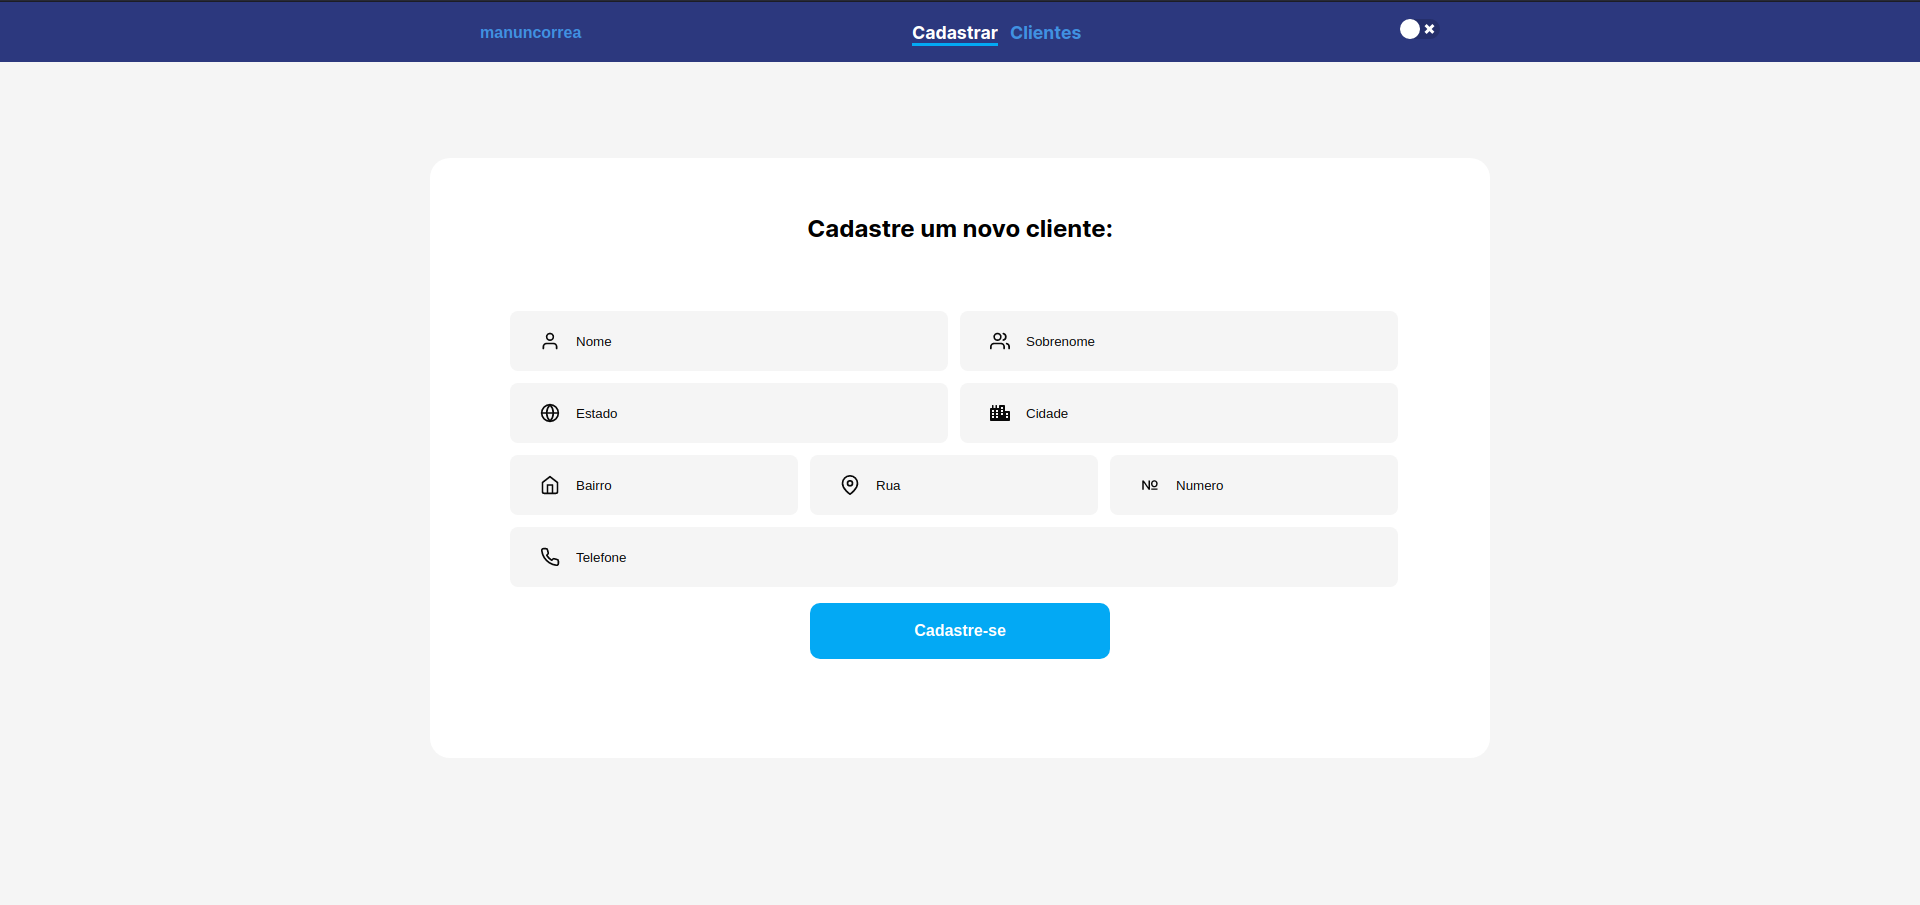 manuncorrea
Cadastrar Clientes
Cadastre um novo cliente:
Nome
Sobrenome
Estado
Cidade
Bairro
Rua
Nº Numero
Telefone
Cadastre-se